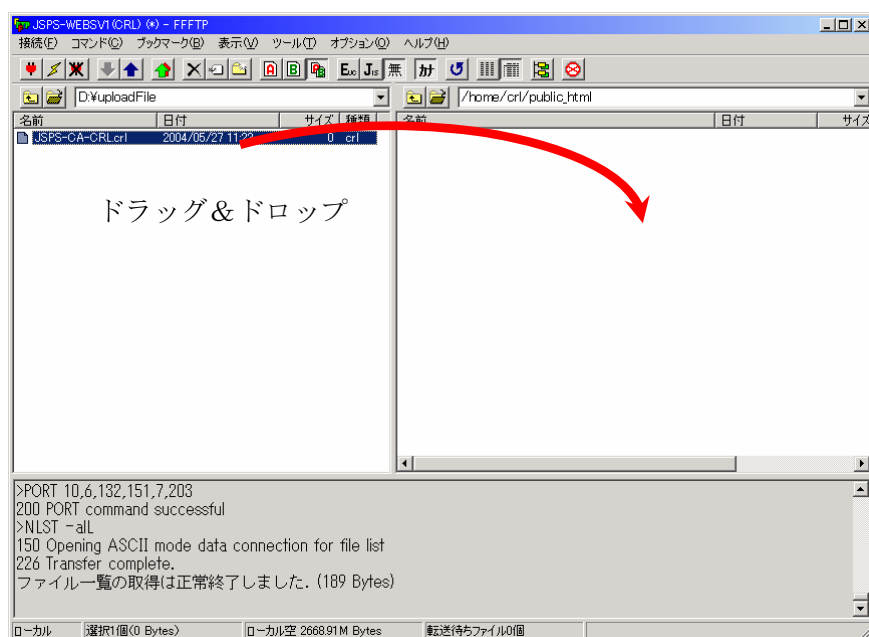 JSPS-WEBSV1(CRL) (*) - FFFTP
接続(F) コマンド(C) ブックマーク(B) 表示(V) ツール(T) オプション(O) ヘルプ(H)
A B Euc Jis 無 カナ
D:¥uploadFile /home/crl/public_html
名前 日付 サイズ 種類 名前 日付 サイズ
JSPS-CA-CRL.crl 2004/05/27 11: 0 crl
ドラッグ＆ドロップ
>PORT 10,6,132,151,7,203
200 PORT command successful
>NLST -alL
150 Opening ASCII mode data connection for file list
226 Transfer complete.
ファイル一覧の取得は正常終了しました. (189 Bytes)
ローカル 選択1個(0 Bytes) ローカル空 2668.91M Bytes 転送待ちファイル0個